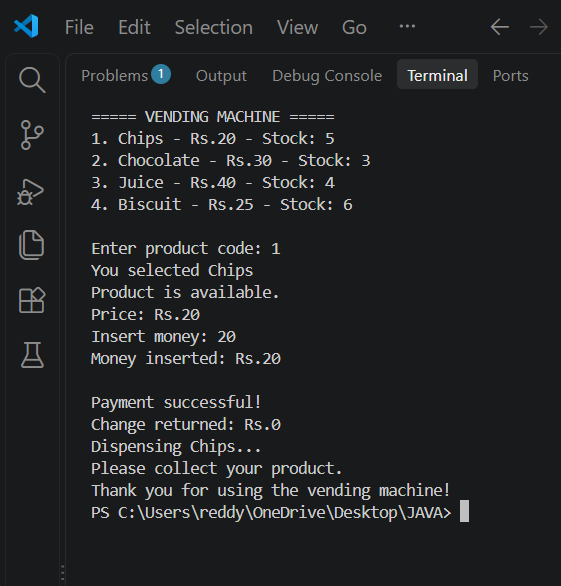 File Edit Selection View Go ...
Problems 1 Output Debug Console Terminal Ports
===== VENDING MACHINE =====
1. Chips - Rs.20 - Stock: 5
2. Chocolate - Rs.30 - Stock: 3
3. Juice - Rs.40 - Stock: 4
4. Biscuit - Rs.25 - Stock: 6
Enter product code: 1
You selected Chips
Product is available.
Price: Rs.20
Insert money: 20
Money inserted: Rs.20
Payment successful!
Change returned: Rs.0
Dispensing Chips...
Please collect your product.
Thank you for using the vending machine!
PS C:\Users\reddy\OneDrive\Desktop\JAVA>